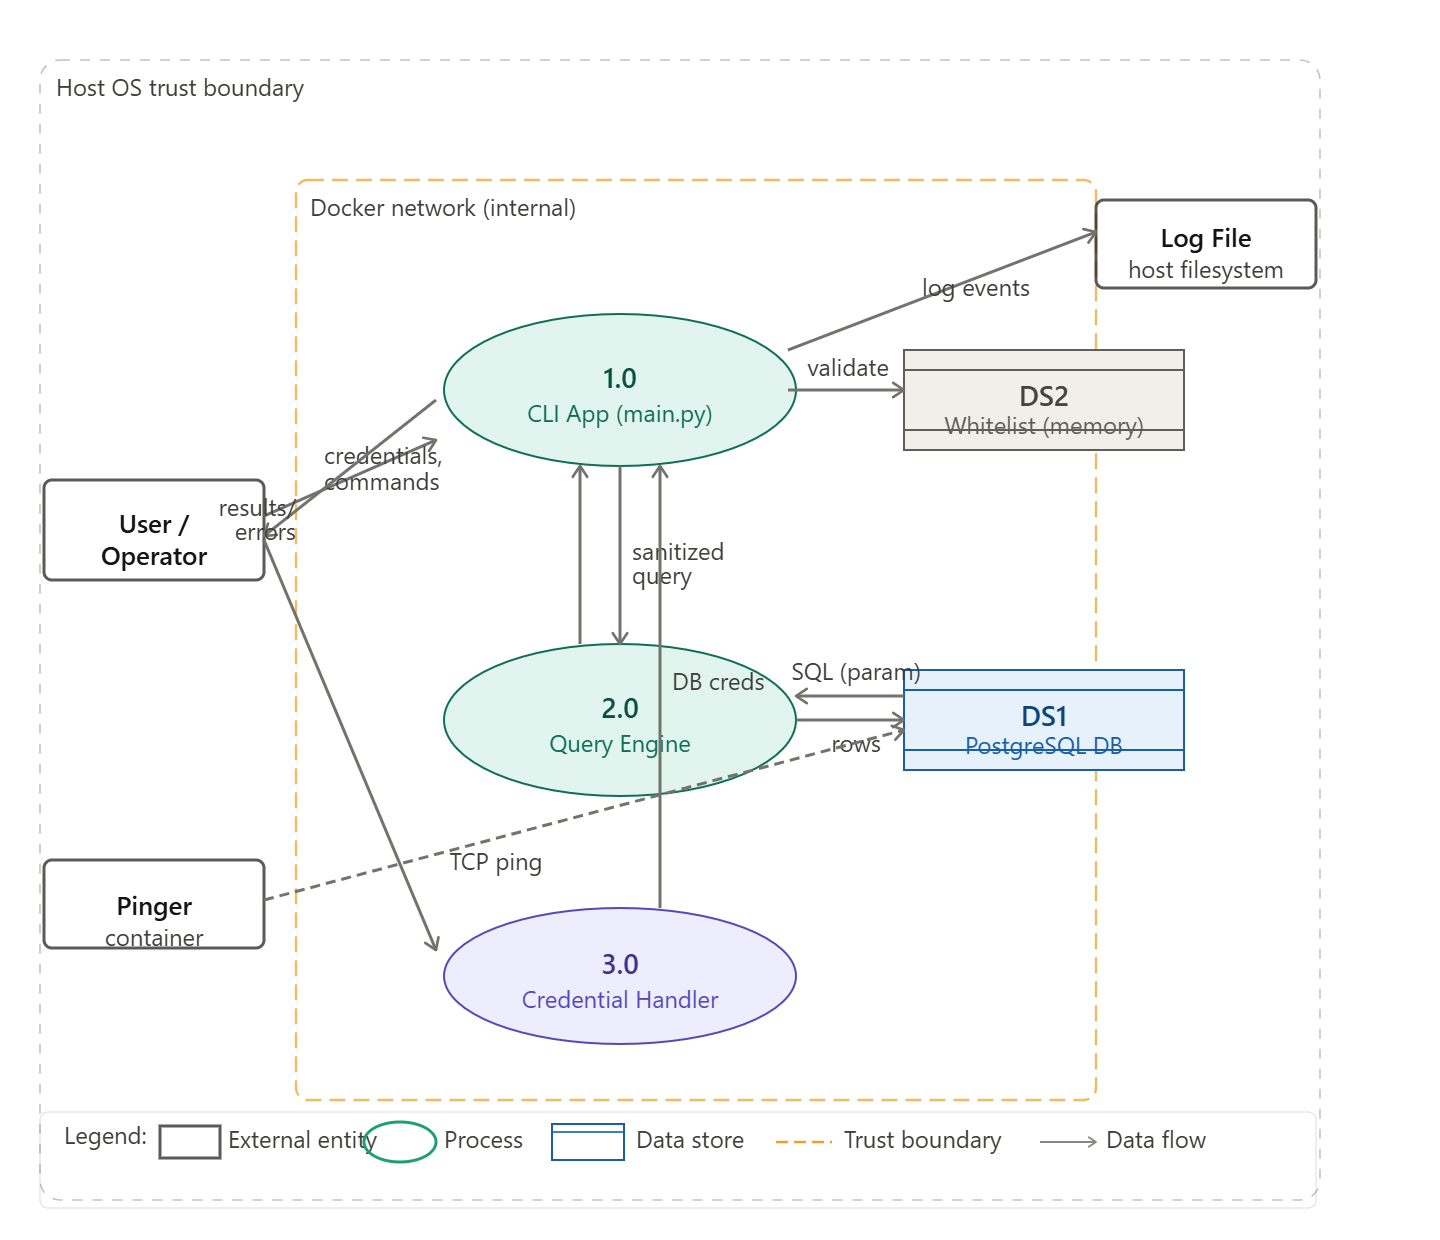 Host OS trust boundary
Docker network (internal)
Log File
host filesystem
log events
1.0
CLI App (main.py)
validate
DS2
Whitelist (memory)
credentials,
commands
results/
errors
User /
Operator
sanitized
query
DB creds
SQL (param)
2.0
Query Engine
rows
DS1
PostgreSQL DB
TCP ping
Pinger
container
3.0
Credential Handler
Legend:
External entity
Process
Data store
Trust boundary
Data flow